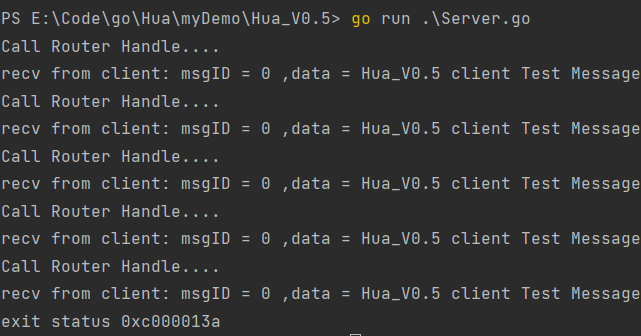 PS E:\Code\go\Hua\myDemo\Hua_V0.5> go run .\Server.go
Call Router Handle....
recv from client: msgID = 0 ,data = Hua_V0.5 client Test Message
Call Router Handle....
recv from client: msgID = 0 ,data = Hua_V0.5 client Test Message
Call Router Handle....
recv from client: msgID = 0 ,data = Hua_V0.5 client Test Message
Call Router Handle....
recv from client: msgID = 0 ,data = Hua_V0.5 client Test Message
Call Router Handle....
recv from client: msgID = 0 ,data = Hua_V0.5 client Test Message
exit status 0xc000013a